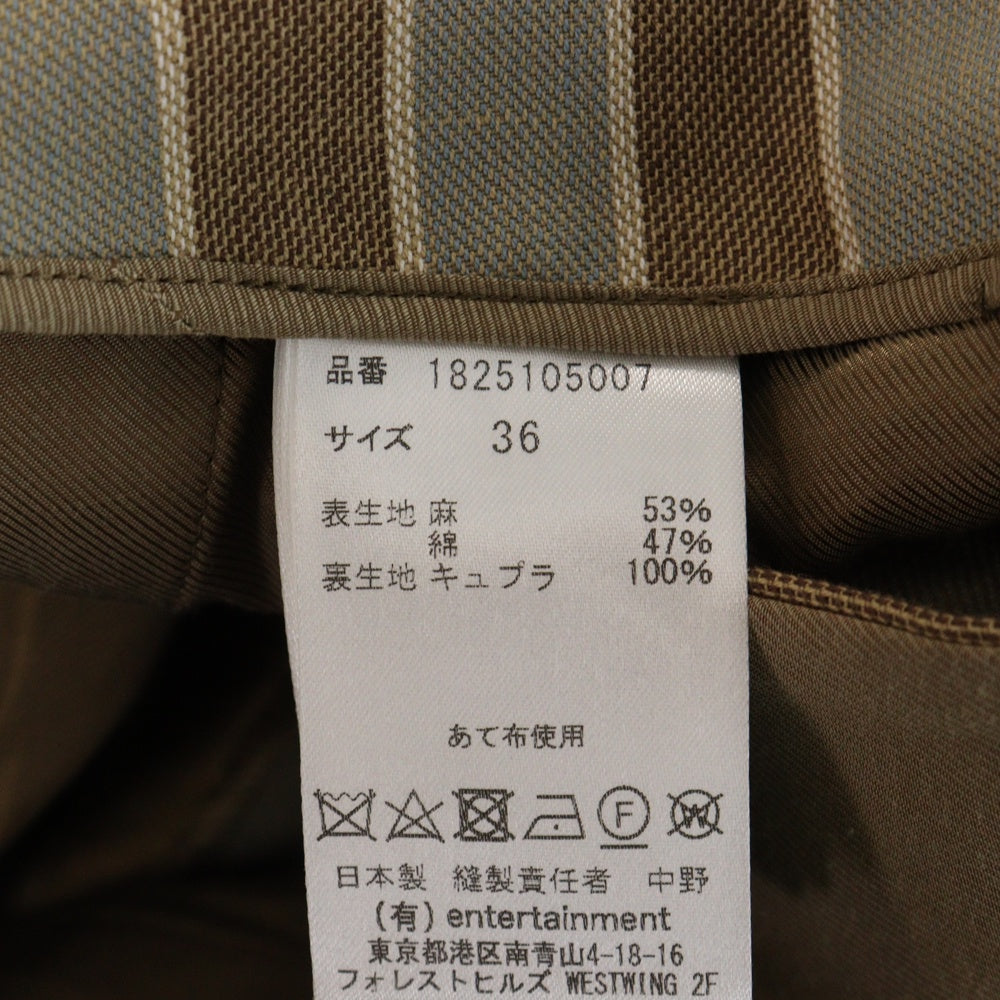 品番 1825105007
サイズ 36
表生地 麻 53%
綿 47%
裏生地 キュプラ 100%
あて布使用
F
W
日本製 縫製責任者 中野
(有) entertainment
東京都港区南青山4-18-16
フォレストヒルズ WESTWING 2F